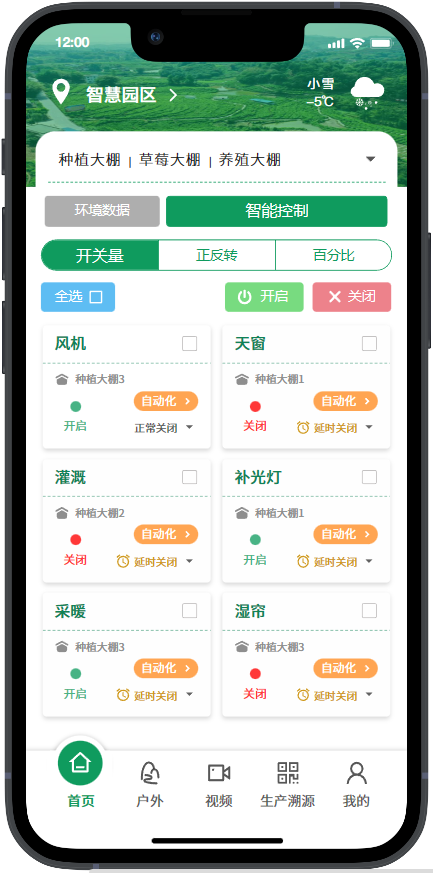 12:00
智慧园区
小雪
-5℃
种植大棚 | 草莓大棚 | 养殖大棚
环境数据 智能控制
开关量 正反转 百分比
全选 开启 关闭
风机 天窗
种植大棚3 种植大棚1
自动化 自动化
开启 正常关闭 关闭 延时关闭
灌溉 补光灯
种植大棚2 种植大棚1
自动化 自动化
关闭 延时关闭 开启 延时关闭
采暖 湿帘
种植大棚3 种植大棚3
自动化 自动化
开启 延时关闭 关闭 延时关闭
首页 户外 视频 生产溯源 我的